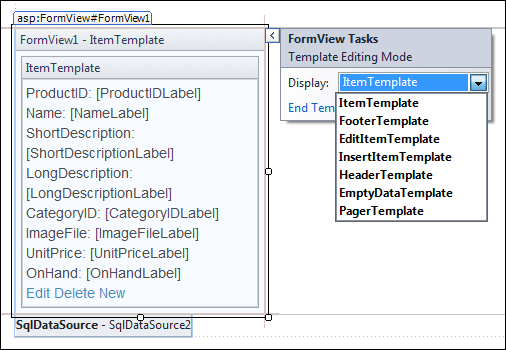 asp:FormView#FormView1
FormView1 - ItemTemplate
ItemTemplate
ProductID: [ProductIDLabel]
Name: [NameLabel]
ShortDescription:
[ShortDescriptionLabel]
LongDescription:
[LongDescriptionLabel]
CategoryID: [CategoryIDLabel]
ImageFile: [ImageFileLabel]
UnitPrice: [UnitPriceLabel]
OnHand: [OnHandLabel]
Edit Delete New
SqlDataSource - SqlDataSource2
FormView Tasks
Template Editing Mode
Display: ItemTemplate
End Tem
ItemTemplate
FooterTemplate
EditItemTemplate
InsertItemTemplate
HeaderTemplate
EmptyDataTemplate
PagerTemplate